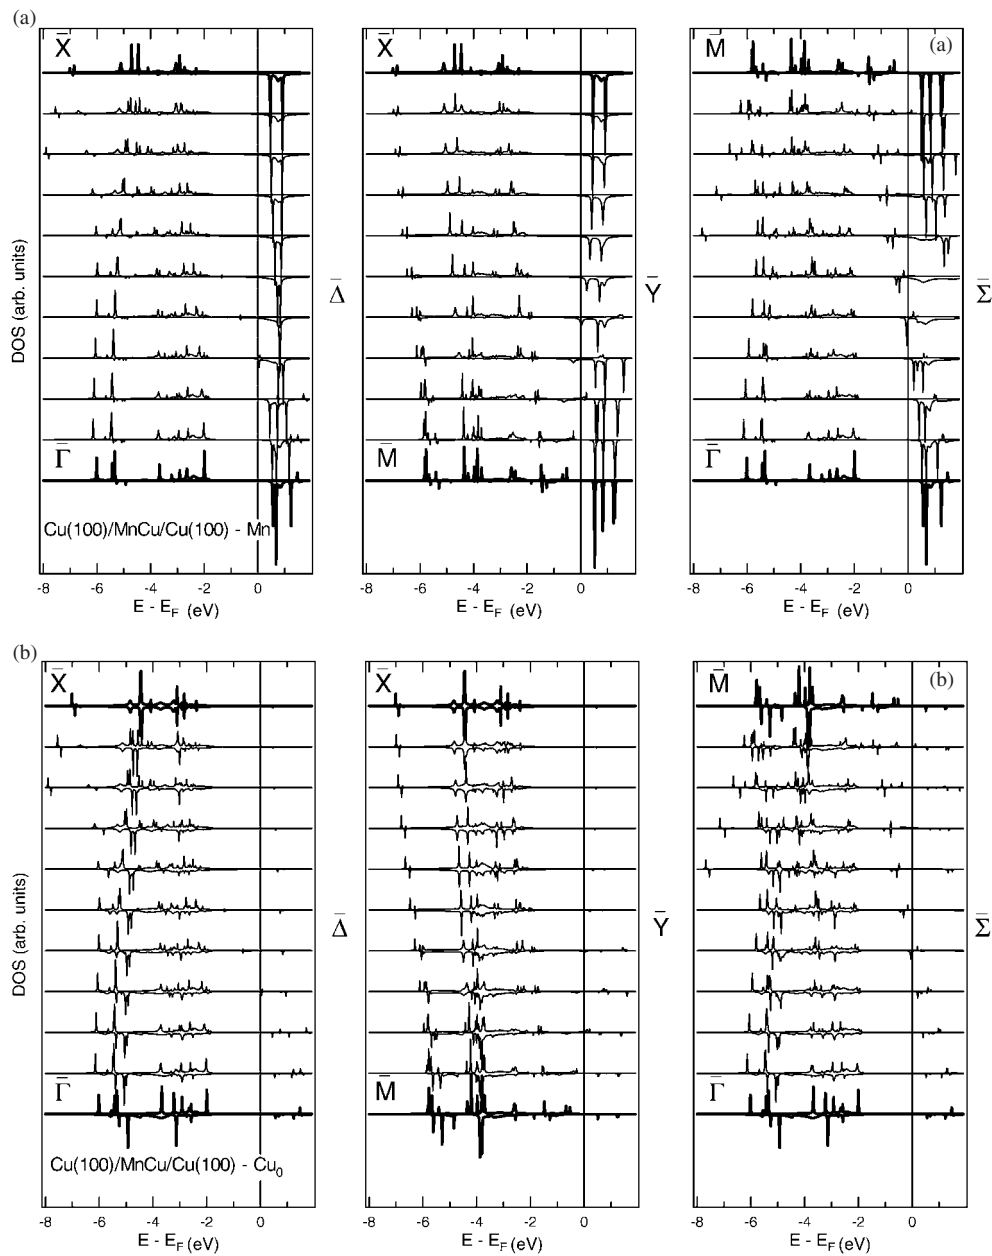 (a)
X̄
X̄
M̄
(a)
DOS (arb. units)
Δ̄
Ȳ
Σ̄
Γ̄
M̄
Γ̄
Cu(100)/MnCu/Cu(100) - Mn
-8 -6 -4 -2 0
-8 -6 -4 -2 0
-8 -6 -4 -2 0
E - E_F (eV)
E - E_F (eV)
E - E_F (eV)
(b)
X̄
X̄
M̄
(b)
DOS (arb. units)
Δ̄
Ȳ
Σ̄
Γ̄
M̄
Γ̄
Cu(100)/MnCu/Cu(100) - Cu₀
-8 -6 -4 -2 0
-8 -6 -4 -2 0
-8 -6 -4 -2 0
E - E_F (eV)
E - E_F (eV)
E - E_F (eV)